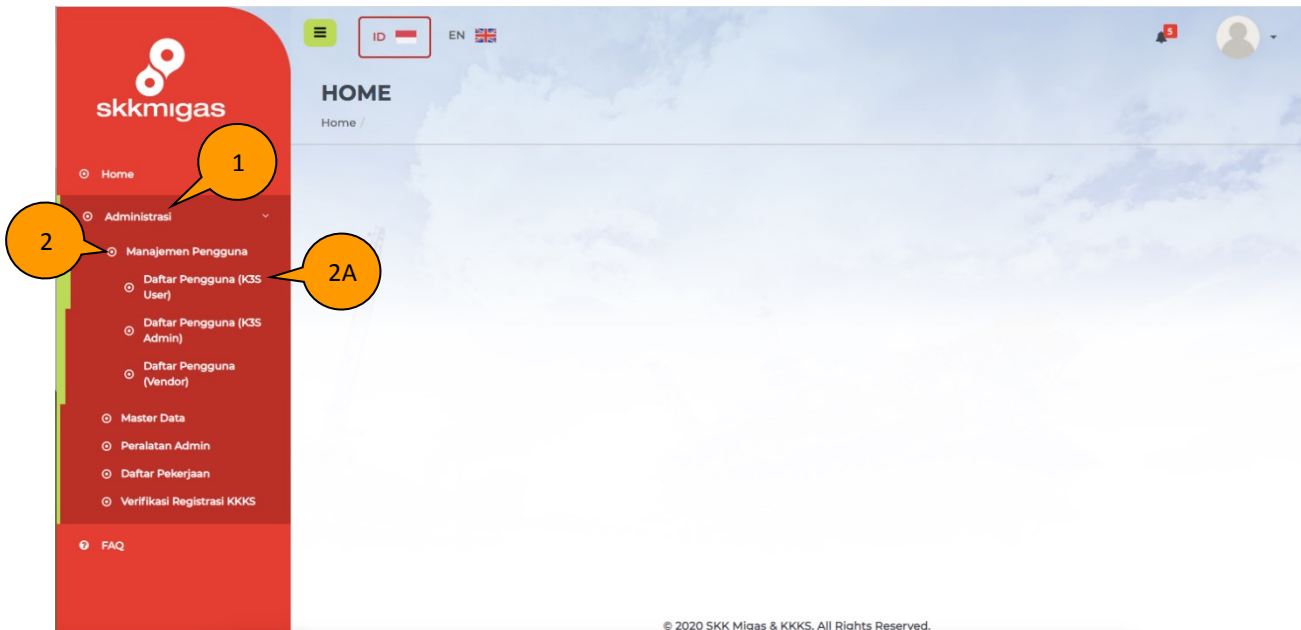 skkmigas
ID
EN
5
HOME
Home /
1
Home
Administrasi
2
Manajemen Pengguna
2A
Daftar Pengguna (K3S
User)
Daftar Pengguna (K3S
Admin)
Daftar Pengguna
(Vendor)
Master Data
Peralatan Admin
Daftar Pekerjaan
Verifikasi Registrasi KKKS
FAQ
© 2020 SKK Migas & KKKS. All Rights Reserved.